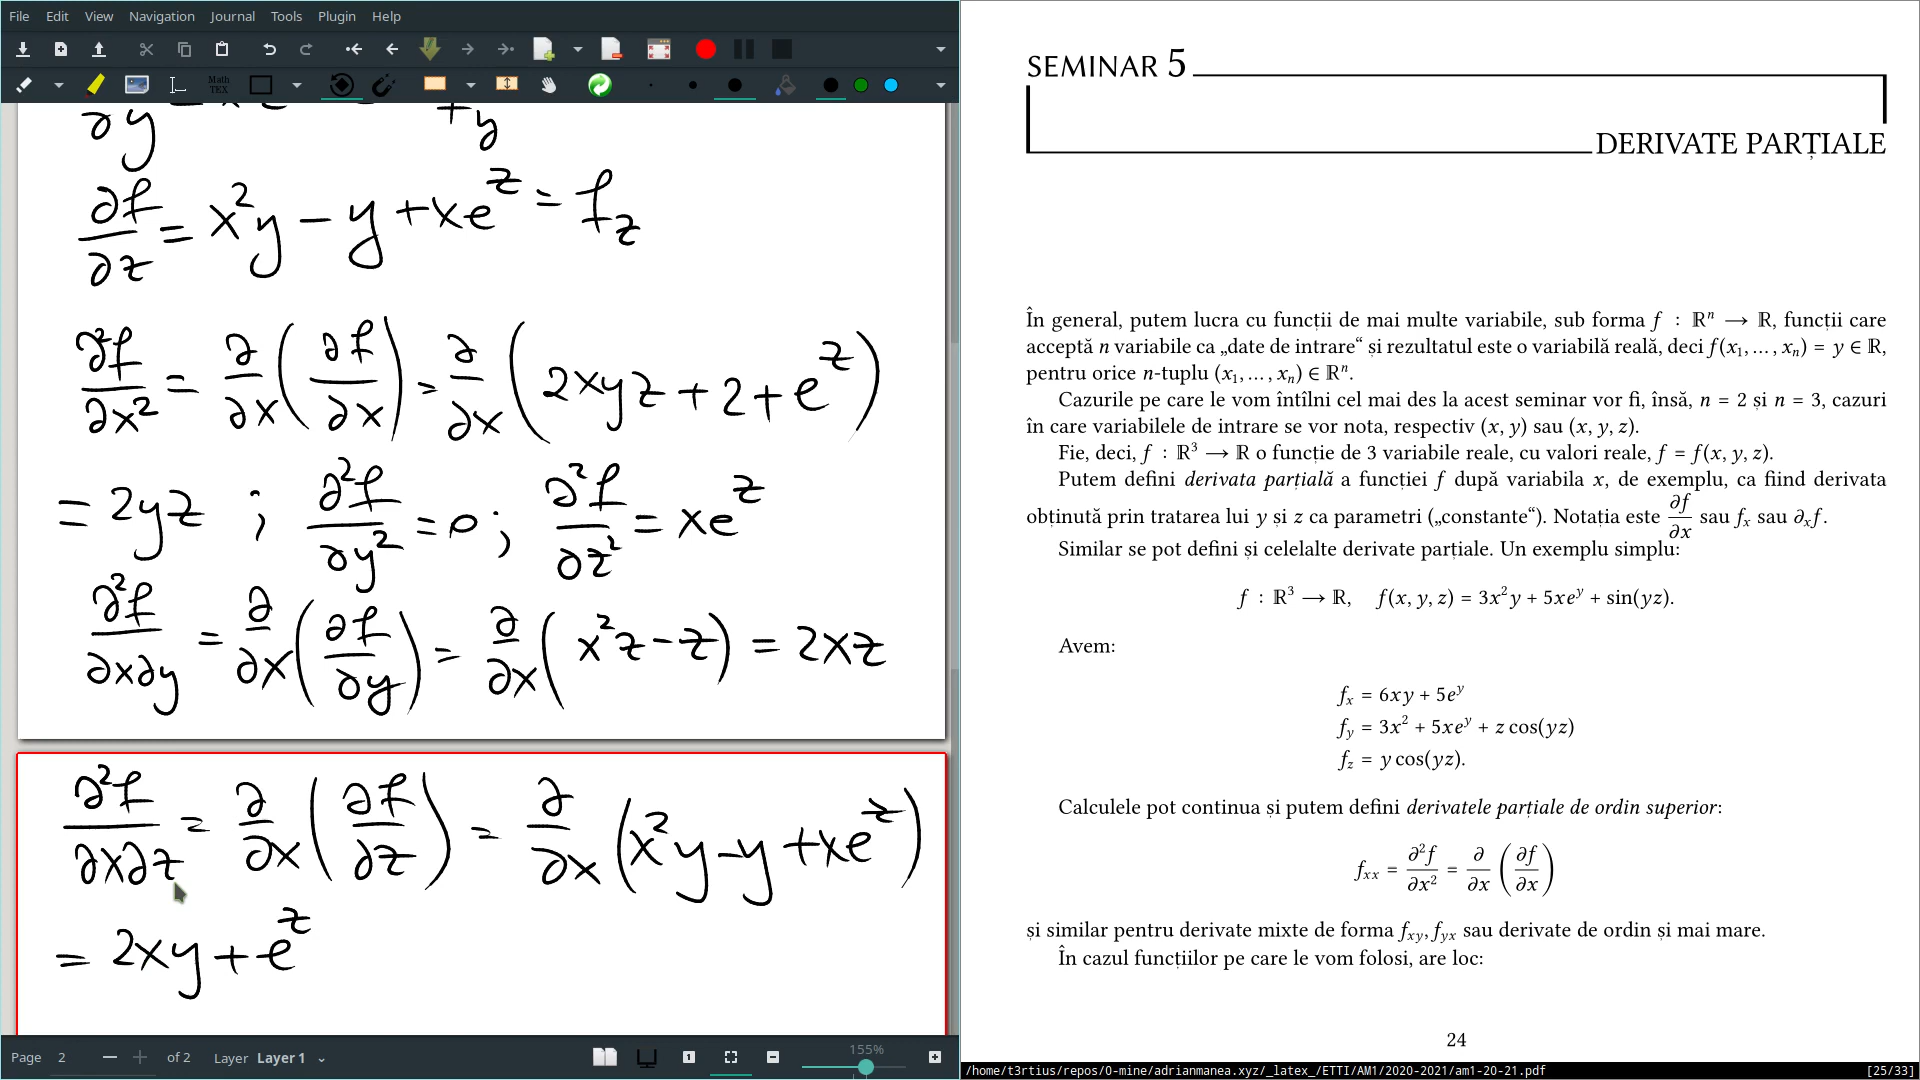 File Edit View Navigation Journal Tools Plugin Help
Math
TEX
∂y
+y
∂f/∂z = x²y − y + xe^z = f_z
∂²f/∂x² = ∂/∂x (∂f/∂x) = ∂/∂x (2xyz + 2 + e^z)
= 2yz ; ∂²f/∂y² = 0 ; ∂²f/∂z² = xe^z
∂²f/∂x∂y = ∂/∂x (∂f/∂y) = ∂/∂x (x²z − z) = 2xz
∂²f/∂x∂z = ∂/∂x (∂f/∂z) = ∂/∂x (x²y − y + xe^z)
= 2xy + e^z
Page 2 of 2 Layer Layer 1 155%
SEMINAR 5
DERIVATE PARȚIALE
În general, putem lucra cu funcții de mai multe variabile, sub forma f : ℝⁿ → ℝ, funcții care
acceptă n variabile ca „date de intrare“ și rezultatul este o variabilă reală, deci f(x₁, … , xₙ) = y ∈ ℝ,
pentru orice n-tuplu (x₁, … , xₙ) ∈ ℝⁿ.
Cazurile pe care le vom întîlni cel mai des la acest seminar vor fi, însă, n = 2 și n = 3, cazuri
în care variabilele de intrare se vor nota, respectiv (x, y) sau (x, y, z).
Fie, deci, f : ℝ³ → ℝ o funcție de 3 variabile reale, cu valori reale, f = f(x, y, z).
Putem defini derivata parțială a funcției f după variabila x, de exemplu, ca fiind derivata
obținută prin tratarea lui y și z ca parametri („constante“). Notația este ∂f/∂x sau fₓ sau ∂ₓf.
Similar se pot defini și celelalte derivate parțiale. Un exemplu simplu:
f : ℝ³ → ℝ, f(x, y, z) = 3x²y + 5xe^y + sin(yz).
Avem:
f_x = 6xy + 5e^y
f_y = 3x² + 5xe^y + z cos(yz)
f_z = y cos(yz).
Calculele pot continua și putem defini derivatele parțiale de ordin superior:
f_xx = ∂²f/∂x² = ∂/∂x (∂f/∂x)
și similar pentru derivate mixte de forma f_xy, f_yx sau derivate de ordin și mai mare.
În cazul funcțiilor pe care le vom folosi, are loc:
24
/home/t3rtius/repos/0-mine/adrianmanea.xyz/_latex_/ETTI/AM1/2020-2021/am1-20-21.pdf [25/33]